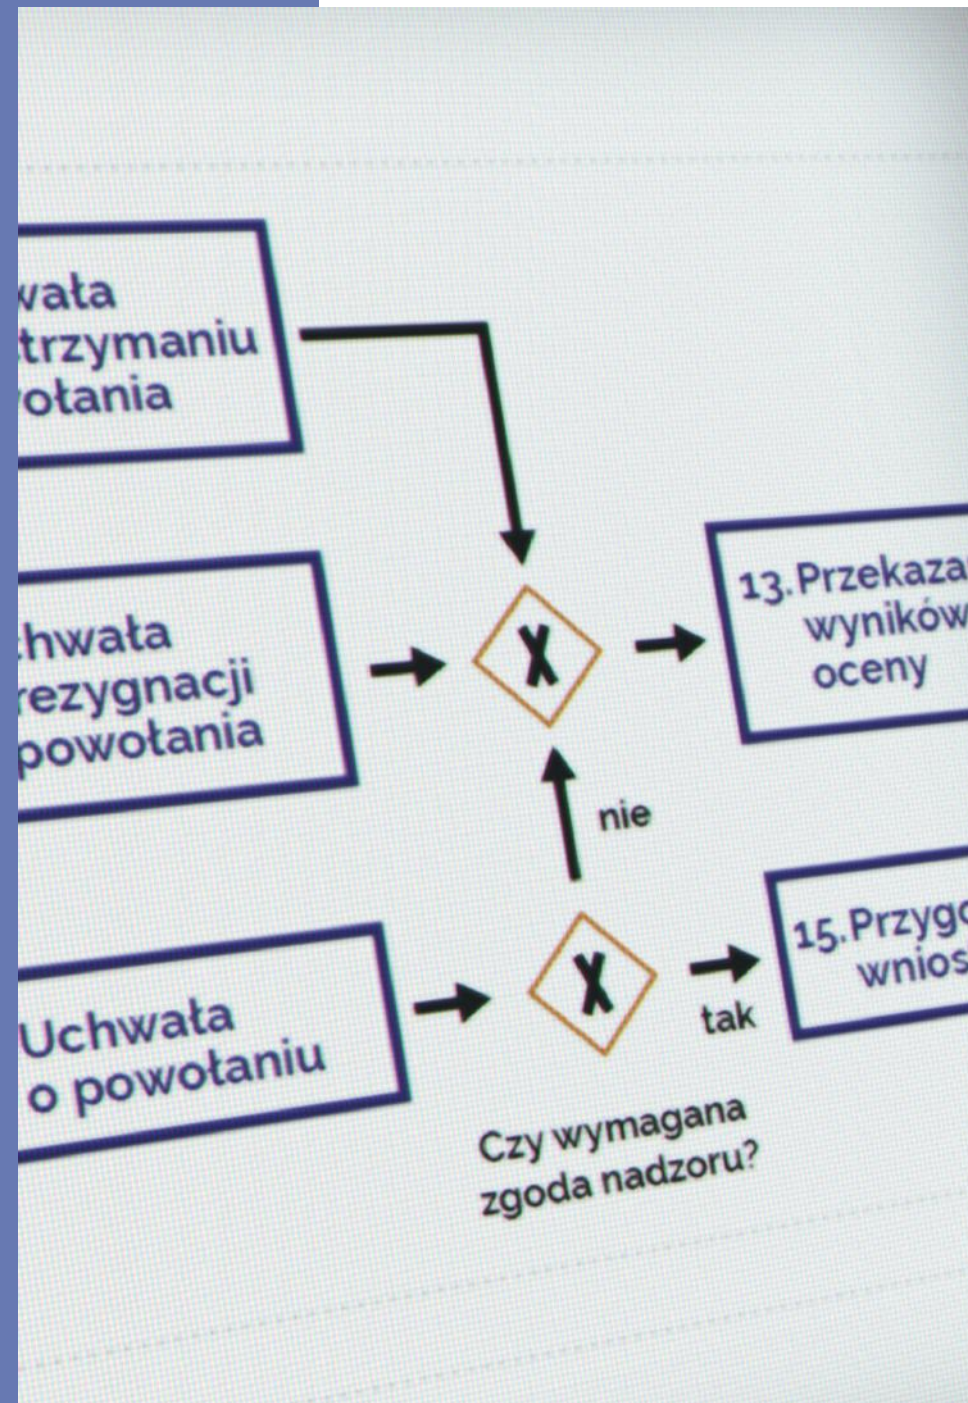 wała
trzymaniu
ołania
chwała
rezygnacji
powołania
Uchwała
o powołaniu
X
13. Przekaza
wyników
oceny
nie
X
tak
15. Przygo
wnios
Czy wymagana
zgoda nadzoru?